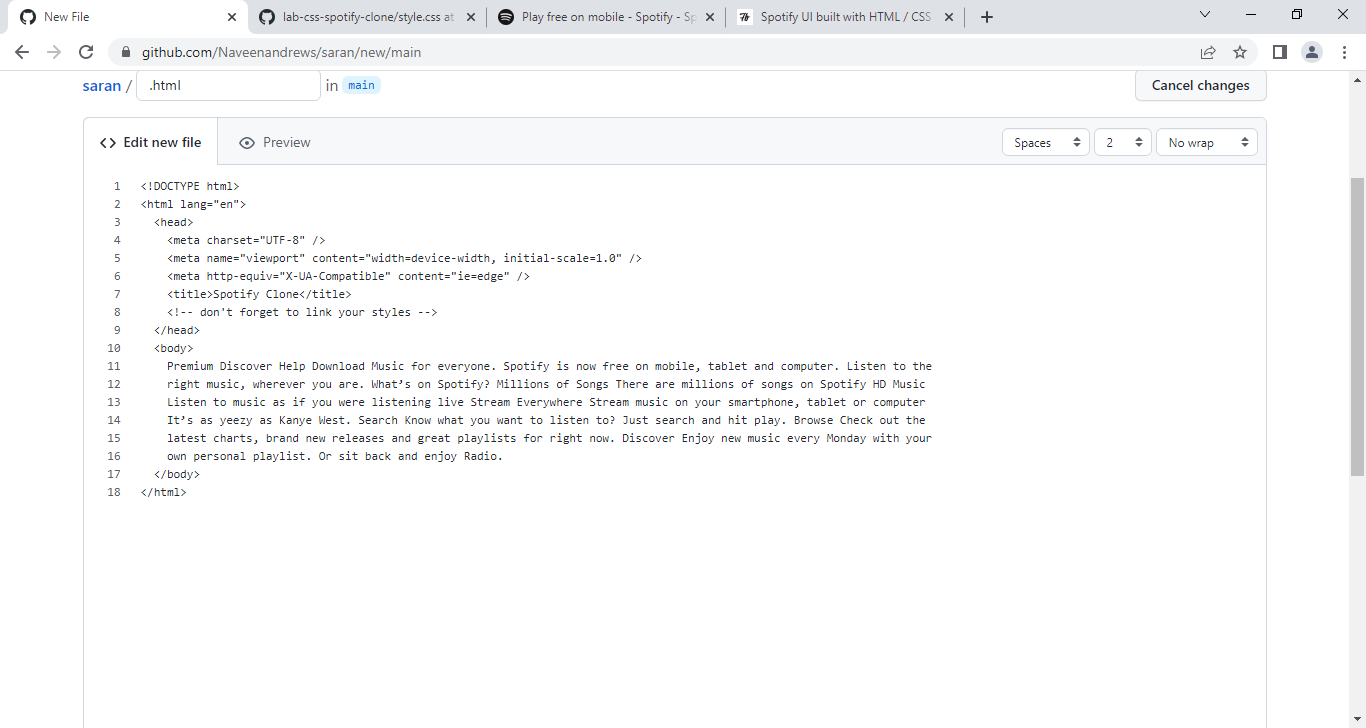 New File
lab-css-spotify-clone/style.css at
Play free on mobile - Spotify - Sp
Spotify UI built with HTML / CSS
github.com/Naveenandrews/saran/new/main
saran / .html in main
Cancel changes
Edit new file
Preview
Spaces
2
No wrap
1 <!DOCTYPE html>
2 <html lang="en">
3 <head>
4 <meta charset="UTF-8" />
5 <meta name="viewport" content="width=device-width, initial-scale=1.0" />
6 <meta http-equiv="X-UA-Compatible" content="ie=edge" />
7 <title>Spotify Clone</title>
8 <!-- don't forget to link your styles -->
9 </head>
10 <body>
11 Premium Discover Help Download Music for everyone. Spotify is now free on mobile, tablet and computer. Listen to the
12 right music, wherever you are. What’s on Spotify? Millions of Songs There are millions of songs on Spotify HD Music
13 Listen to music as if you were listening live Stream Everywhere Stream music on your smartphone, tablet or computer
14 It’s as yeezy as Kanye West. Search Know what you want to listen to? Just search and hit play. Browse Check out the
15 latest charts, brand new releases and great playlists for right now. Discover Enjoy new music every Monday with your
16 own personal playlist. Or sit back and enjoy Radio.
17 </body>
18 </html>